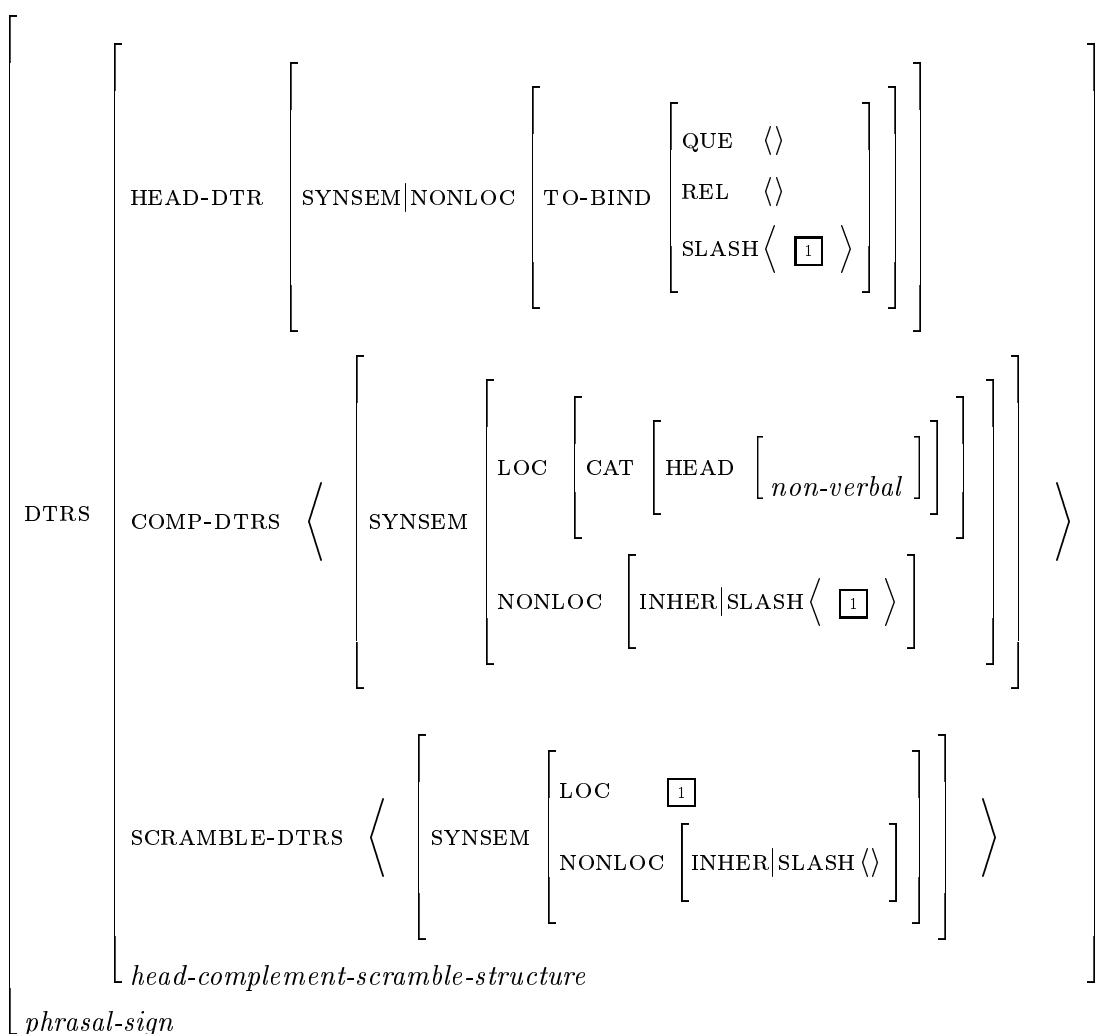 QUE ⟨⟩
HEAD-DTR SYNSEM|NONLOC TO-BIND REL ⟨⟩
SLASH ⟨ 1 ⟩
LOC CAT HEAD non-verbal
DTRS COMP-DTRS ⟨ SYNSEM ⟩
NONLOC INHER|SLASH ⟨ 1 ⟩
LOC 1
SCRAMBLE-DTRS ⟨ SYNSEM ⟩
NONLOC INHER|SLASH ⟨⟩
head-complement-scramble-structure
phrasal-sign